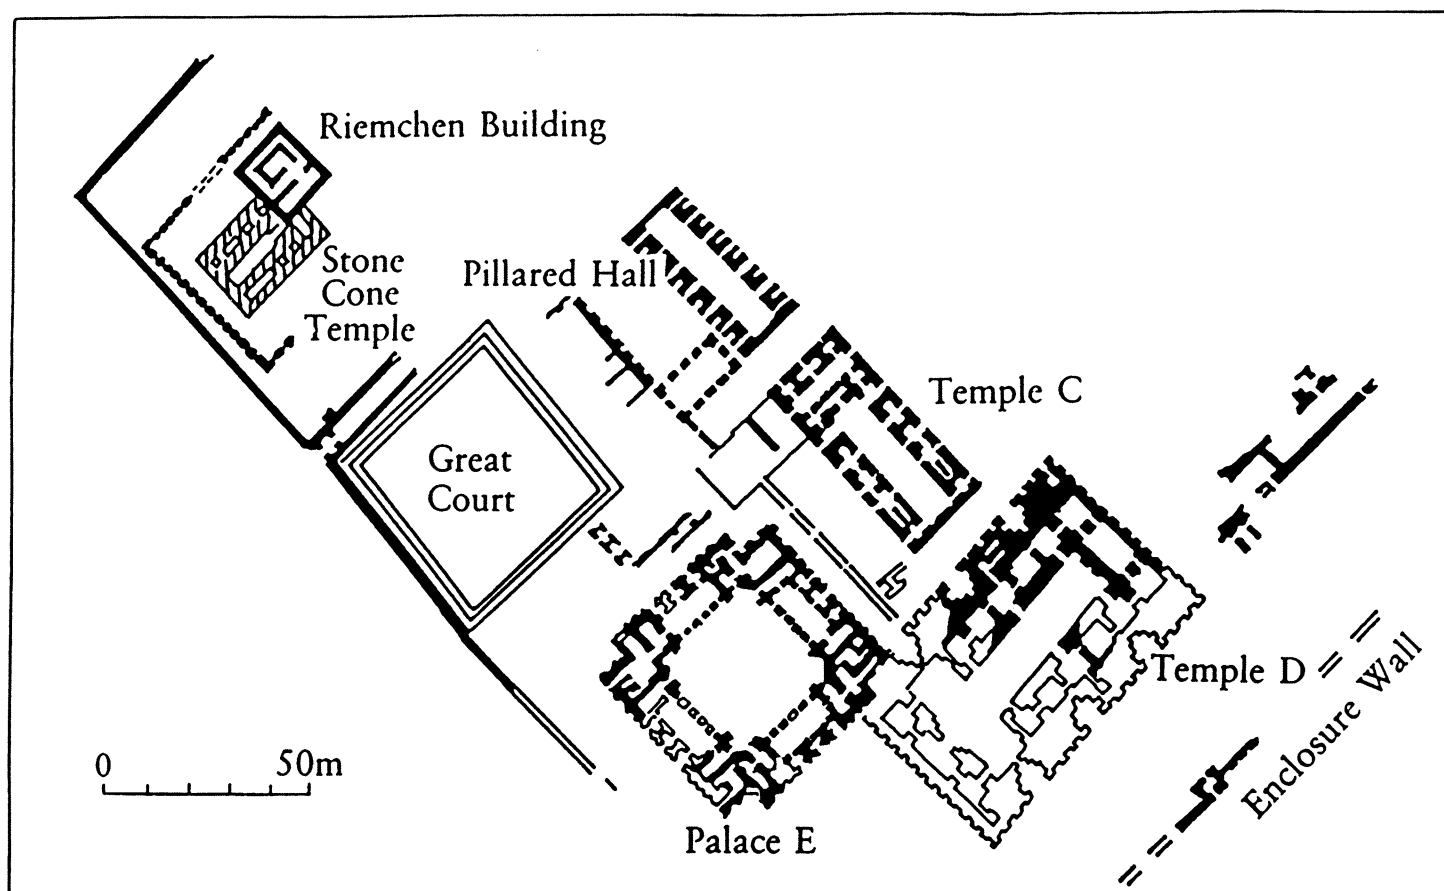 Riemchen Building
Stone
Cone
Temple
Pillared Hall
Temple C
Great
Court
Temple D
Enclosure Wall
0 50m
Palace E